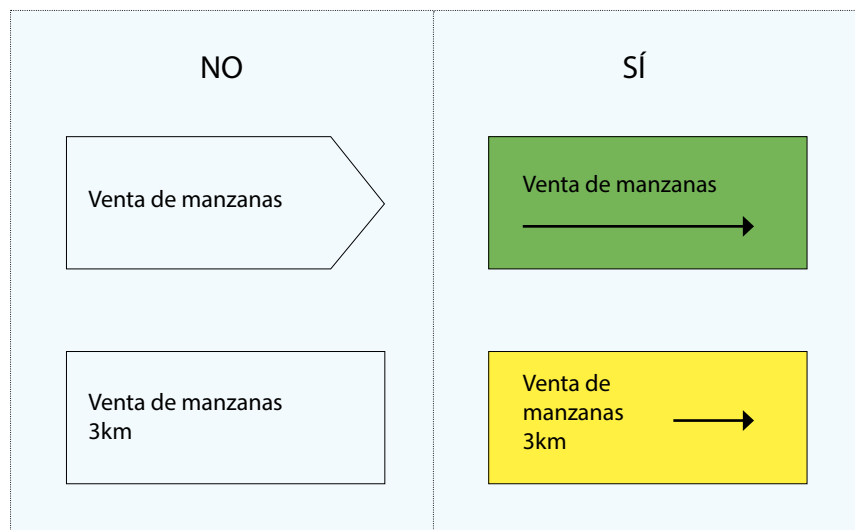 NO
SÍ
Venta de manzanas
Venta de manzanas
Venta de manzanas
3km
Venta de
manzanas
3km